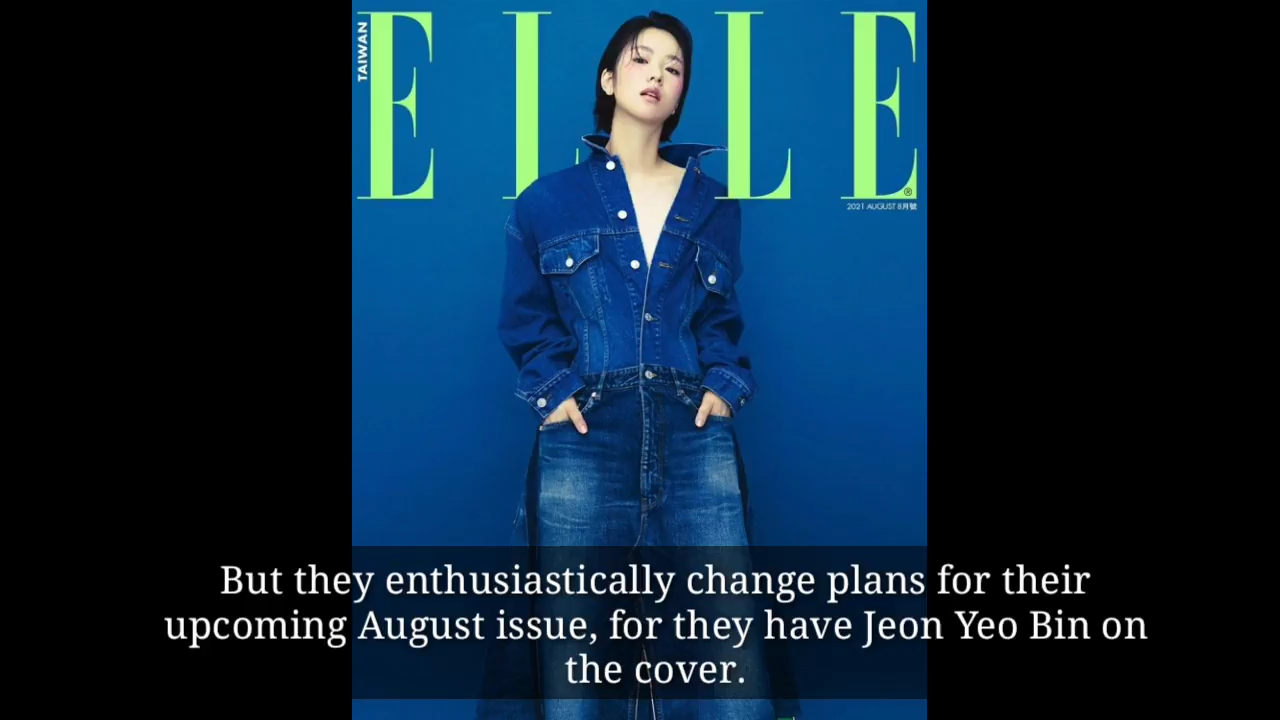 TAIWAN
ELLE
®
2021 AUGUST 8月號
But they enthusiastically change plans for their
upcoming August issue, for they have Jeon Yeo Bin on
the cover.